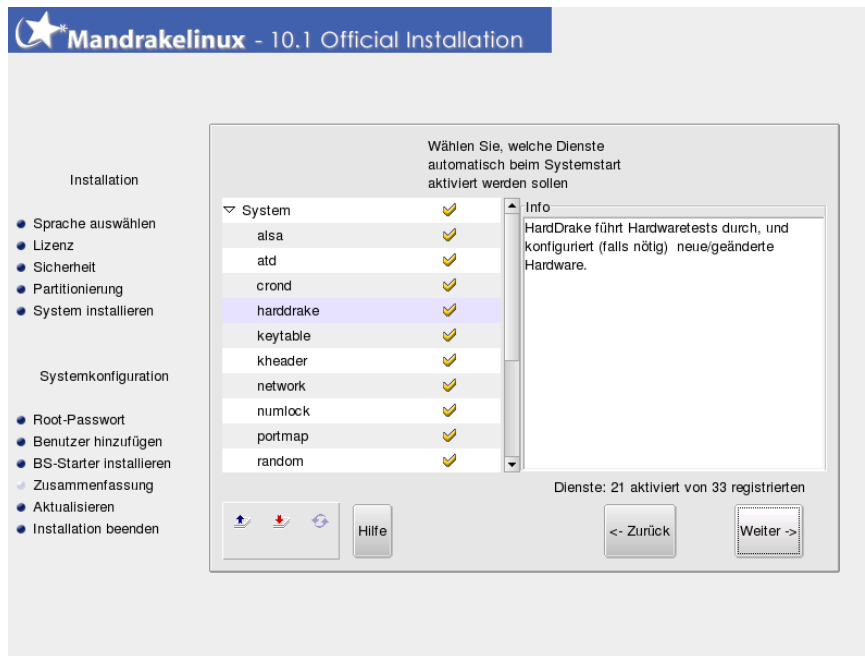 Mandrakelinux - 10.1 Official Installation
Installation
Sprache auswählen
Lizenz
Sicherheit
Partitionierung
System installieren
Systemkonfiguration
Root-Passwort
Benutzer hinzufügen
BS-Starter installieren
Zusammenfassung
Aktualisieren
Installation beenden
Wählen Sie, welche Dienste
automatisch beim Systemstart
aktiviert werden sollen
System
alsa
atd
crond
harddrake
keytable
kheader
network
numlock
portmap
random
Info
HardDrake führt Hardwaretests durch, und
konfiguriert (falls nötig) neue/geänderte
Hardware.
Dienste: 21 aktiviert von 33 registrierten
Hilfe
<- Zurück
Weiter ->